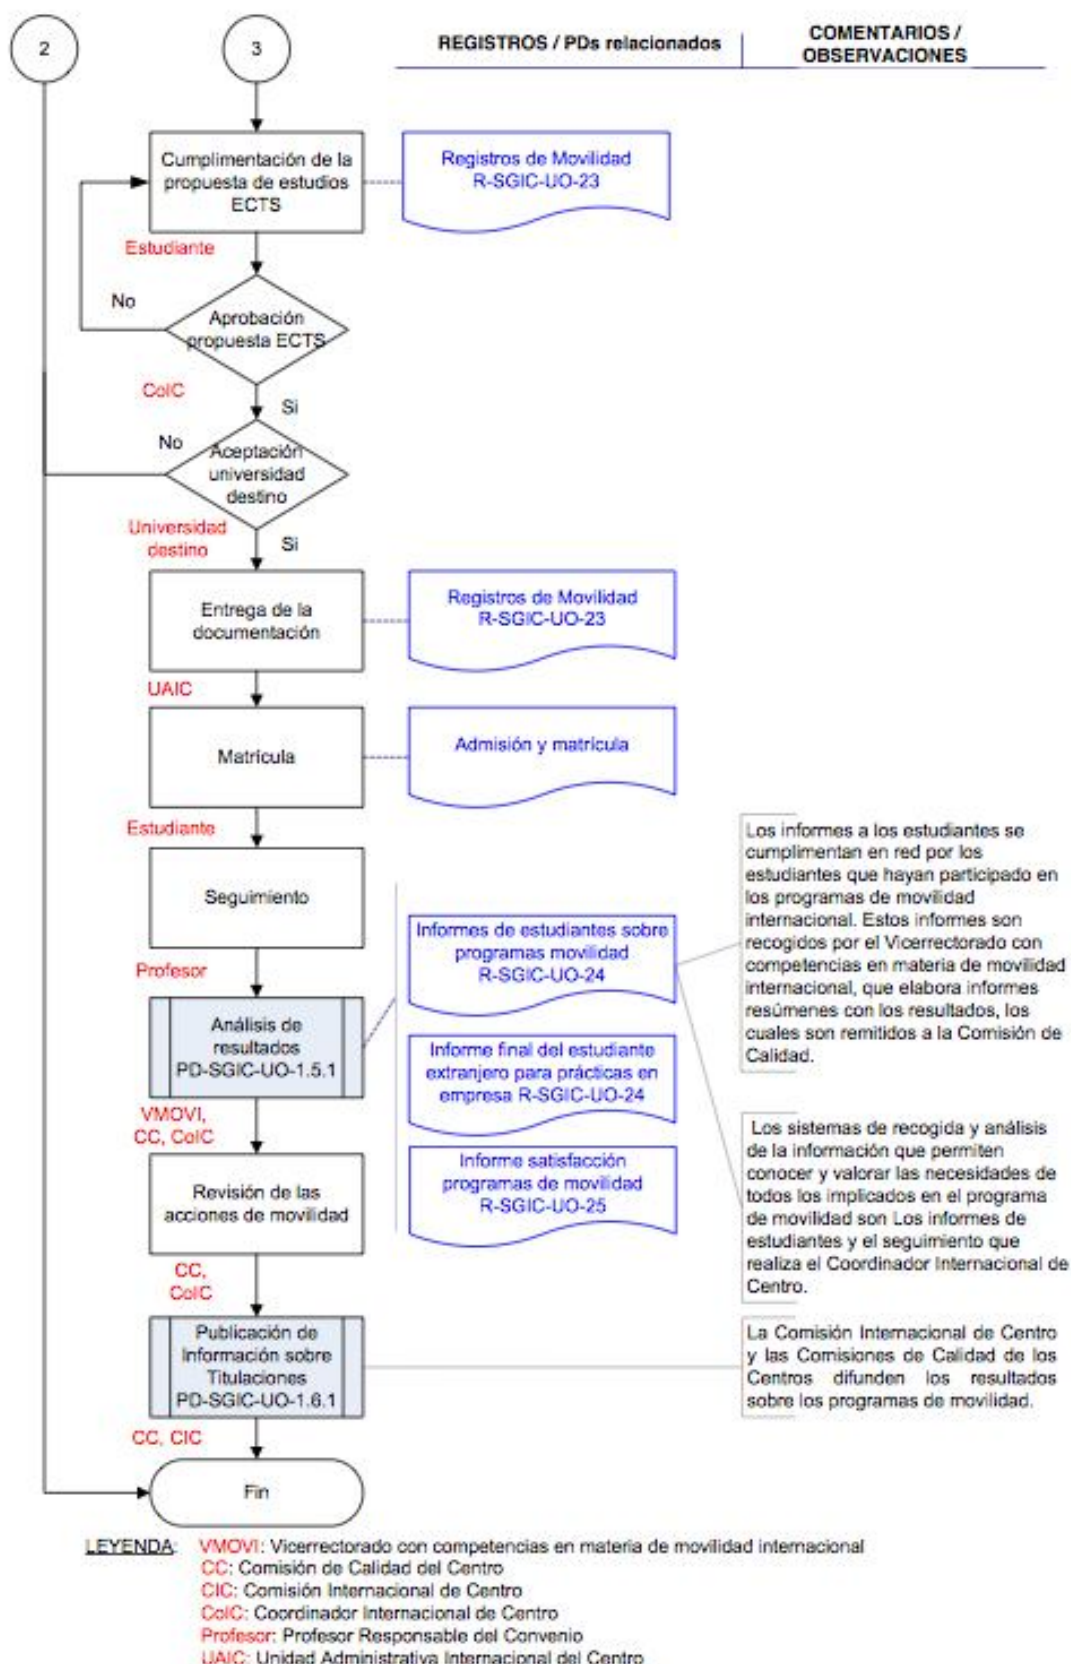 2
3
REGISTROS / PDs relacionados
COMENTARIOS /
OBSERVACIONES
Cumplimentación de la
propuesta de estudios
ECTS
Registros de Movilidad
R-SGIC-UO-23
Estudiante
No
Aprobación
propuesta ECTS
CoIC
Si
No
Aceptación
universidad
destino
Universidad
destino
Si
Entrega de la
documentación
Registros de Movilidad
R-SGIC-UO-23
UAIC
Matrícula
Admisión y matrícula
Estudiante
Seguimiento
Profesor
Informes de estudiantes sobre
programas movilidad
R-SGIC-UO-24
Los informes a los estudiantes se
cumplimentan en red por los
estudiantes que hayan participado en
los programas de movilidad
internacional. Estos informes son
recogidos por el Vicerrectorado con
competencias en materia de movilidad
internacional, que elabora informes
resúmenes con los resultados, los
cuales son remitidos a la Comisión de
Calidad.
Análisis de
resultados
PD-SGIC-UO-1.5.1
Informe final del estudiante
extranjero para prácticas en
empresa R-SGIC-UO-24
VMOVI,
CC, CoIC
Revisión de las
acciones de movilidad
Informe satisfacción
programas de movilidad
R-SGIC-UO-25
Los sistemas de recogida y análisis
de la información que permiten
conocer y valorar las necesidades de
todos los implicados en el programa
de movilidad son Los informes de
estudiantes y el seguimiento que
realiza el Coordinador Internacional de
Centro.
CC,
CoIC
Publicación de
Información sobre
Titulaciones
PD-SGIC-UO-1.6.1
La Comisión Internacional de Centro
y las Comisiones de Calidad de los
Centros difunden los resultados
sobre los programas de movilidad.
CC, CIC
Fin
LEYENDA: VMOVI: Vicerrectorado con competencias en materia de movilidad internacional
CC: Comisión de Calidad del Centro
CIC: Comisión Internacional de Centro
CoIC: Coordinador Internacional de Centro
Profesor: Profesor Responsable del Convenio
UAIC: Unidad Administrativa Internacional del Centro